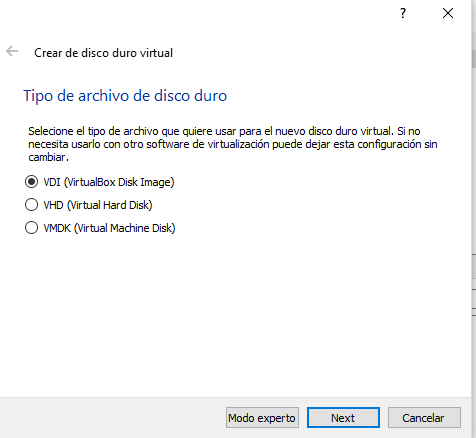 ?
Crear de disco duro virtual
Tipo de archivo de disco duro
Selecione el tipo de archivo que quiere usar para el nuevo disco duro virtual. Si no
necesita usarlo con otro software de virtualización puede dejar esta configuración sin
cambiar.
VDI (VirtualBox Disk Image)
VHD (Virtual Hard Disk)
VMDK (Virtual Machine Disk)
Modo experto Next Cancelar